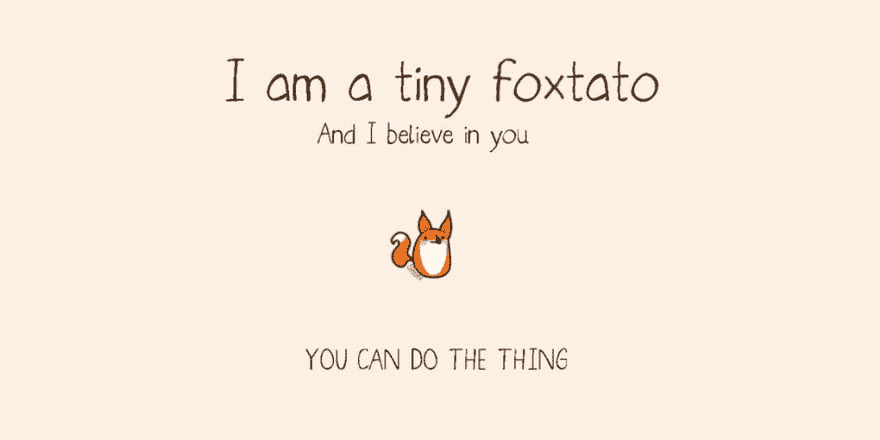 I am a tiny foxtato
And I believe in you
YOU CAN DO THE THING